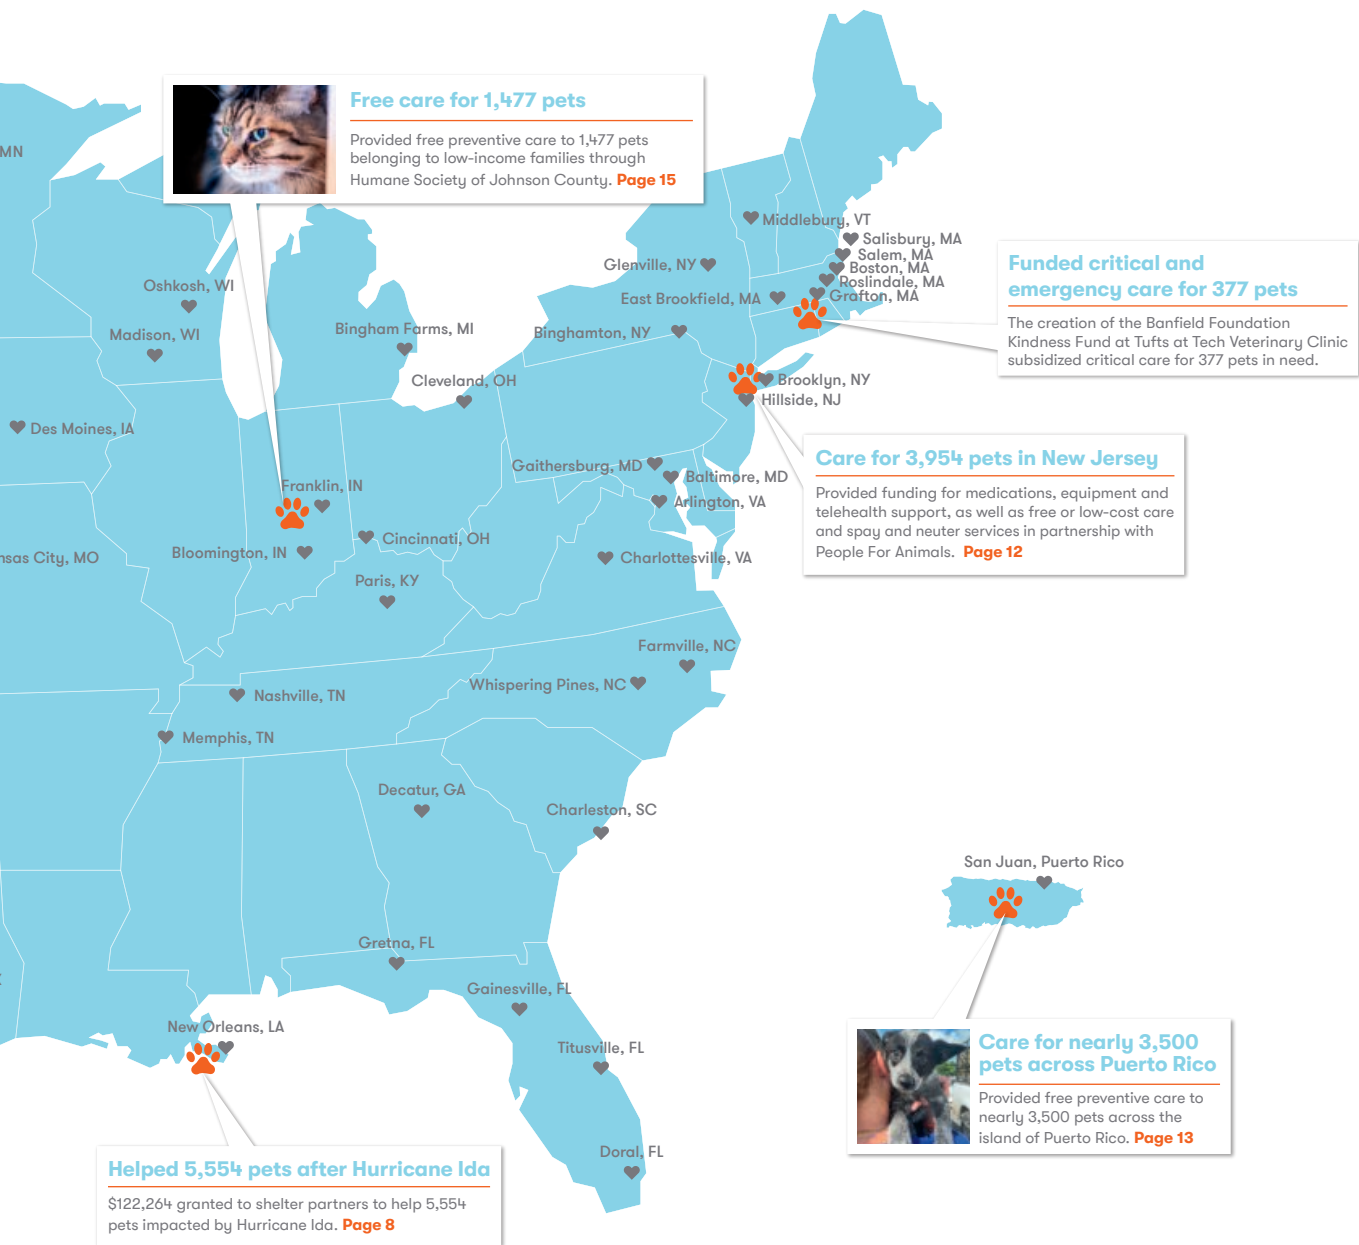 MN
Free care for 1,477 pets
Provided free preventive care to 1,477 pets
belonging to low-income families through
Humane Society of Johnson County. Page 15
Middlebury, VT
Salisbury, MA
Salem, MA
Boston, MA
Roslindale, MA
Grafton, MA
Glenville, NY
East Brookfield, MA
Binghamton, NY
Funded critical and
emergency care for 377 pets
The creation of the Banfield Foundation
Kindness Fund at Tufts at Tech Veterinary Clinic
subsidized critical care for 377 pets in need.
Oshkosh, WI
Madison, WI
Bingham Farms, MI
Cleveland, OH
Brooklyn, NY
Hillside, NJ
Des Moines, IA
Care for 3,954 pets in New Jersey
Provided funding for medications, equipment and
telehealth support, as well as free or low-cost care
and spay and neuter services in partnership with
People For Animals. Page 12
Gaithersburg, MD
Baltimore, MD
Arlington, VA
Franklin, IN
Cincinnati, OH
Bloomington, IN
nsas City, MO
Charlottesville, VA
Paris, KY
Farmville, NC
Whispering Pines, NC
Nashville, TN
Memphis, TN
Decatur, GA
Charleston, SC
San Juan, Puerto Rico
Gretna, FL
Gainesville, FL
New Orleans, LA
Titusville, FL
Care for nearly 3,500
pets across Puerto Rico
Provided free preventive care to
nearly 3,500 pets across the
island of Puerto Rico. Page 13
Doral, FL
Helped 5,554 pets after Hurricane Ida
$122,264 granted to shelter partners to help 5,554
pets impacted by Hurricane Ida. Page 8